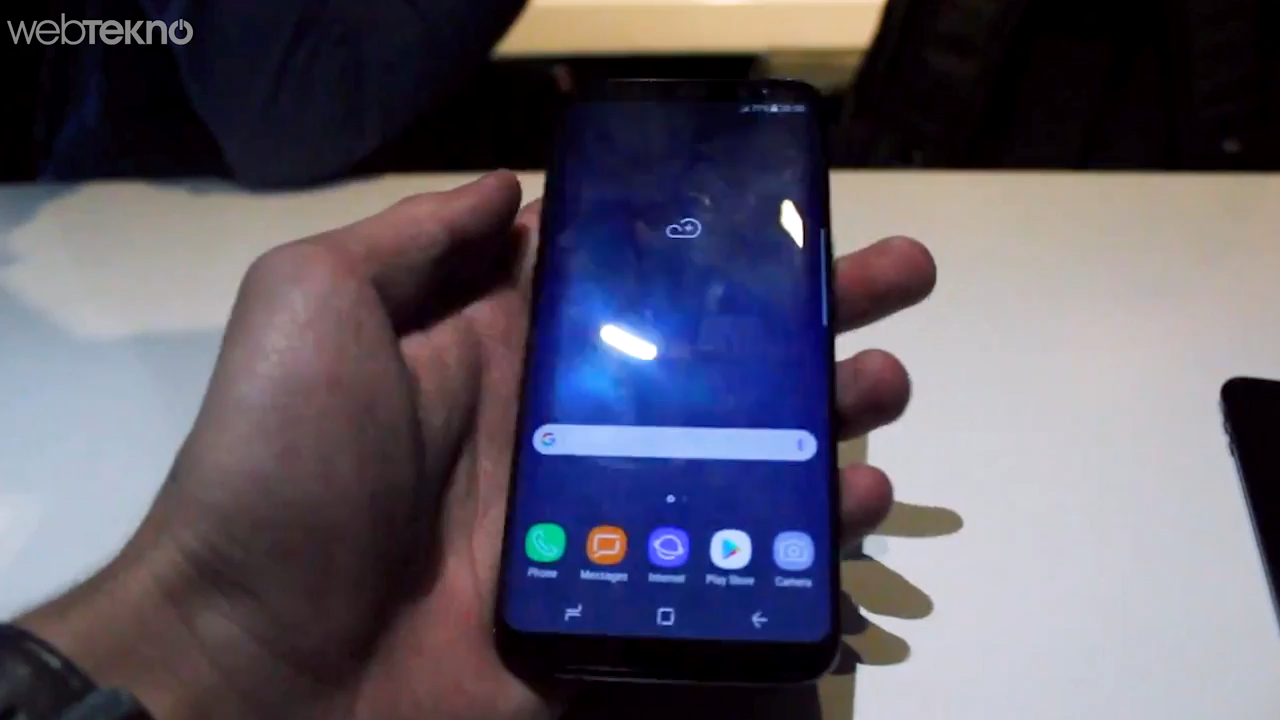 webTEKNO
Phone
Messages
Internet
Play Store
Camera